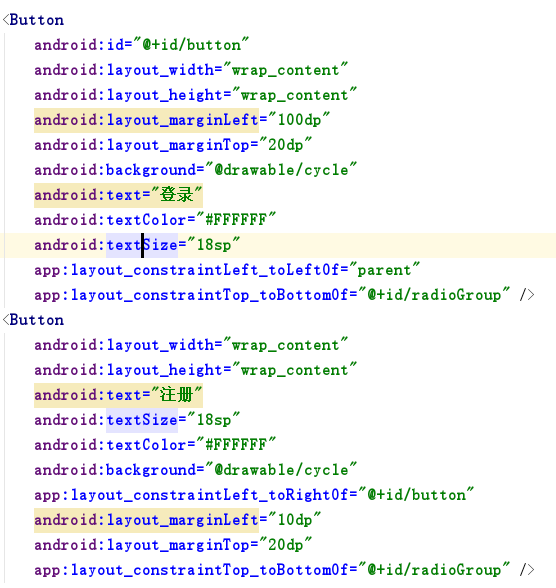 <Button
android:id="@+id/button"
android:layout_width="wrap_content"
android:layout_height="wrap_content"
android:layout_marginLeft="100dp"
android:layout_marginTop="20dp"
android:background="@drawable/cycle"
android:text="登录"
android:textColor="#FFFFFF"
android:textSize="18sp"
app:layout_constraintLeft_toLeftOf="parent"
app:layout_constraintTop_toBottomOf="@+id/radioGroup" />
<Button
android:layout_width="wrap_content"
android:layout_height="wrap_content"
android:text="注册"
android:textSize="18sp"
android:textColor="#FFFFFF"
android:background="@drawable/cycle"
app:layout_constraintLeft_toRightOf="@+id/button"
android:layout_marginLeft="10dp"
android:layout_marginTop="20dp"
app:layout_constraintTop_toBottomOf="@+id/radioGroup" />